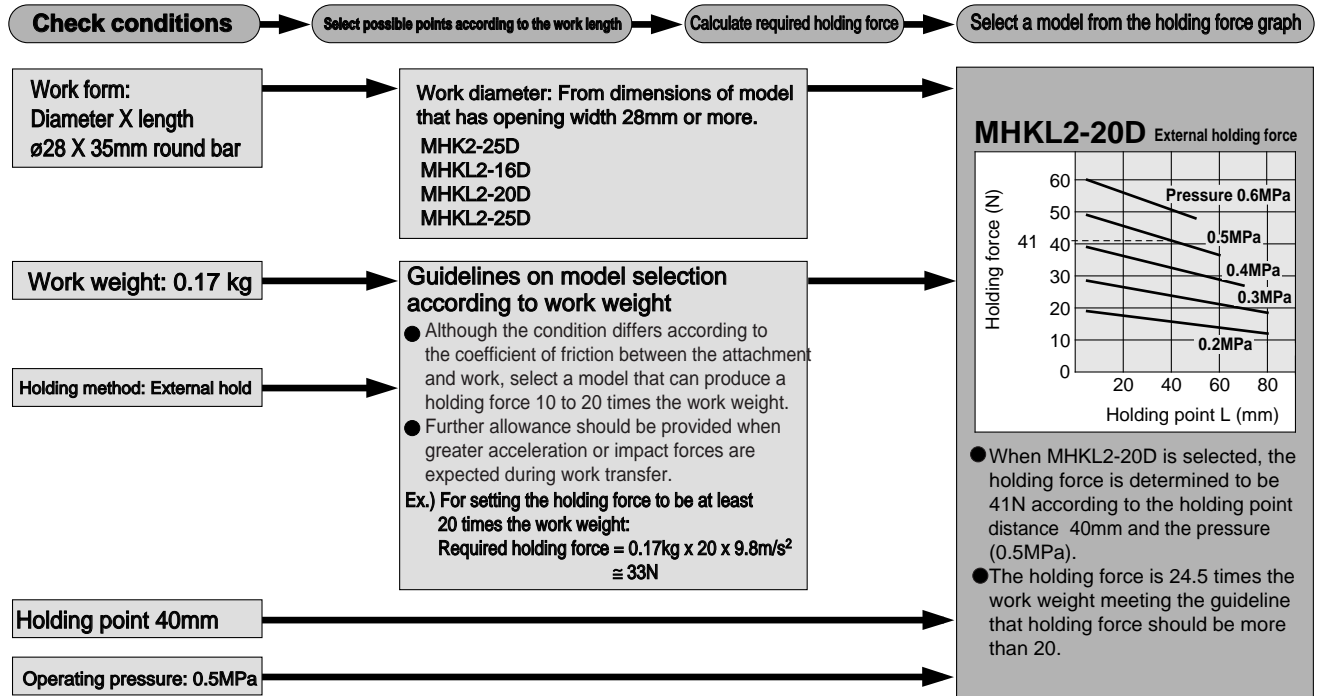 Check conditions
Select possible points according to the work length
Calculate required holding force
Select a model from the holding force graph
Work form:
Diameter X length
ø28 X 35mm round bar
Work diameter: From dimensions of model
that has opening width 28mm or more.
MHK2-25D
MHKL2-16D
MHKL2-20D
MHKL2-25D
Work weight: 0.17 kg
Holding method: External hold
Guidelines on model selection
according to work weight
● Although the condition differs according to
the coefficient of friction between the attachment
and work, select a model that can produce a
holding force 10 to 20 times the work weight.
● Further allowance should be provided when
greater acceleration or impact forces are
expected during work transfer.
Ex.) For setting the holding force to be at least
20 times the work weight:
Required holding force = 0.17kg x 20 x 9.8m/s²
≅ 33N
Holding point 40mm
Operating pressure: 0.5MPa
MHKL2-20D External holding force
Holding force (N)
60
50
41
40
30
20
10
0
Pressure 0.6MPa
0.5MPa
0.4MPa
0.3MPa
0.2MPa
20 40 60 80
Holding point L (mm)
● When MHKL2-20D is selected, the
holding force is determined to be
41N according to the holding point
distance 40mm and the pressure
(0.5MPa).
● The holding force is 24.5 times the
work weight meeting the guideline
that holding force should be more
than 20.